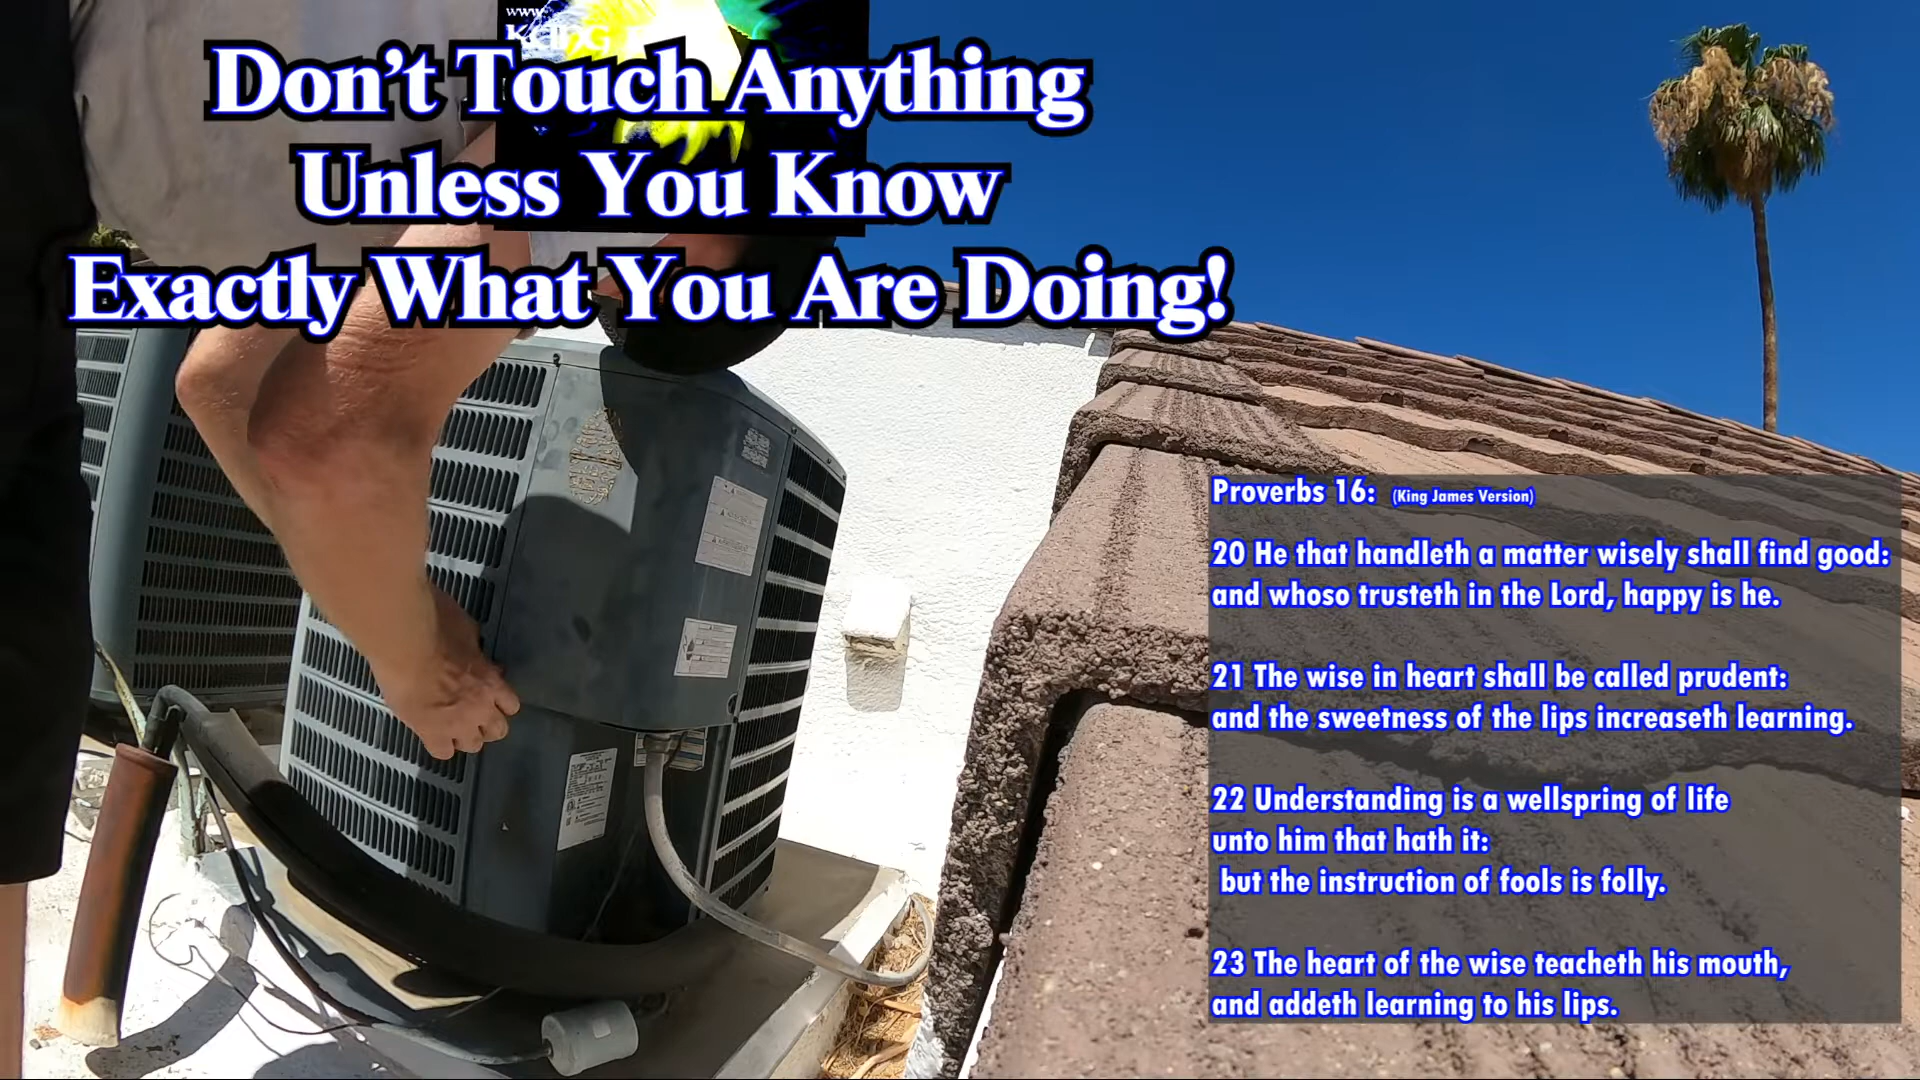 www.
Don't Touch Anything
Unless You Know
Exactly What You Are Doing!
Proverbs 16: (King James Version)
20 He that handleth a matter wisely shall find good:
and whoso trusteth in the Lord, happy is he.
21 The wise in heart shall be called prudent:
and the sweetness of the lips increaseth learning.
22 Understanding is a wellspring of life
unto him that hath it:
but the instruction of fools is folly.
23 The heart of the wise teacheth his mouth,
and addeth learning to his lips.